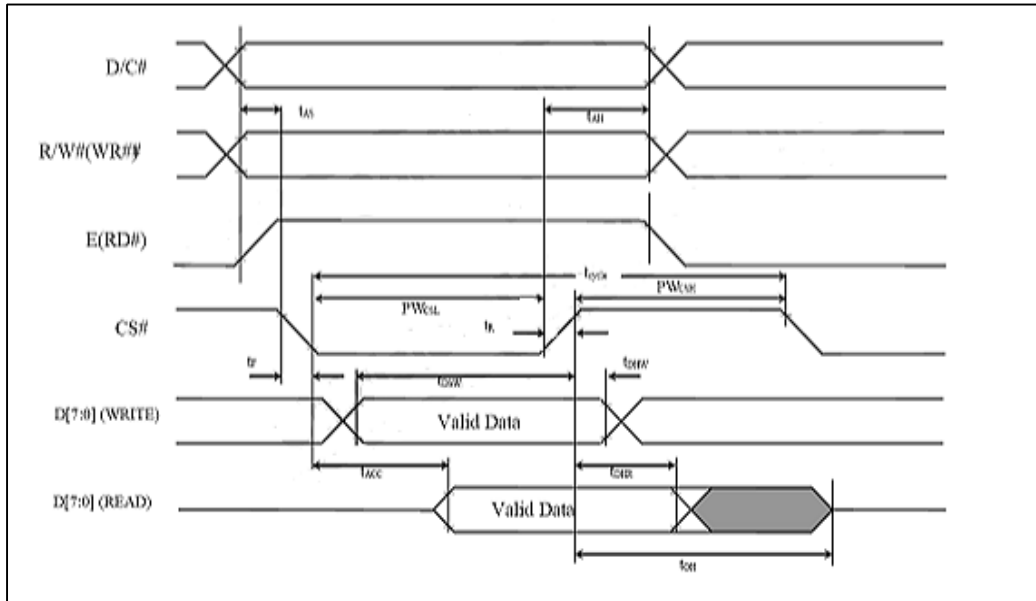 D/C#
tAS
tAH
R/W#(WR#)
E(RD#)
tcycle
PWCSL
PWCSH
CS#
tR
tF
tDSW
tDHW
D[7:0] (WRITE)
Valid Data
tACC
tDHR
D[7:0] (READ)
Valid Data
tOH